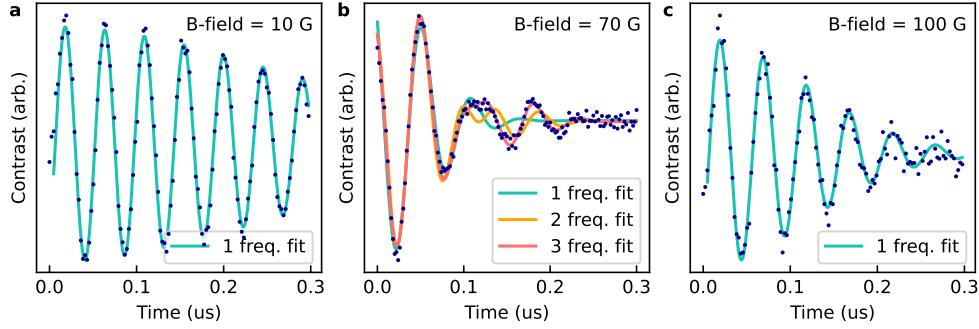 a
B-field = 10 G
Contrast (arb.)
1 freq. fit
0.0 0.1 0.2 0.3
Time (us)
b
B-field = 70 G
Contrast (arb.)
1 freq. fit
2 freq. fit
3 freq. fit
0.0 0.1 0.2 0.3
Time (us)
c
B-field = 100 G
Contrast (arb.)
1 freq. fit
0.0 0.1 0.2 0.3
Time (us)